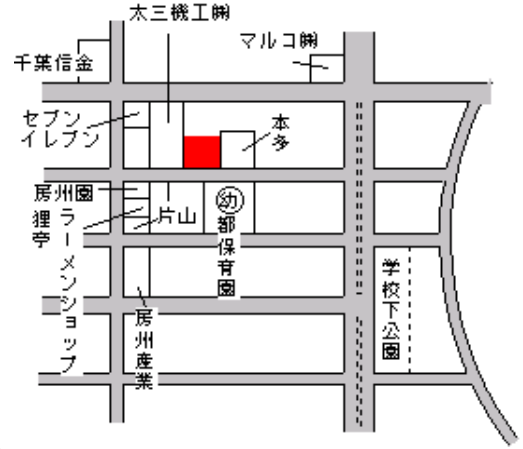 太三機工㈱
マルコ㈱
千葉信金
セブン
イレブン
本多
房州園
狸亭
ラーメンショップ
片山
幼
都保育園
学校下公園
房州産業